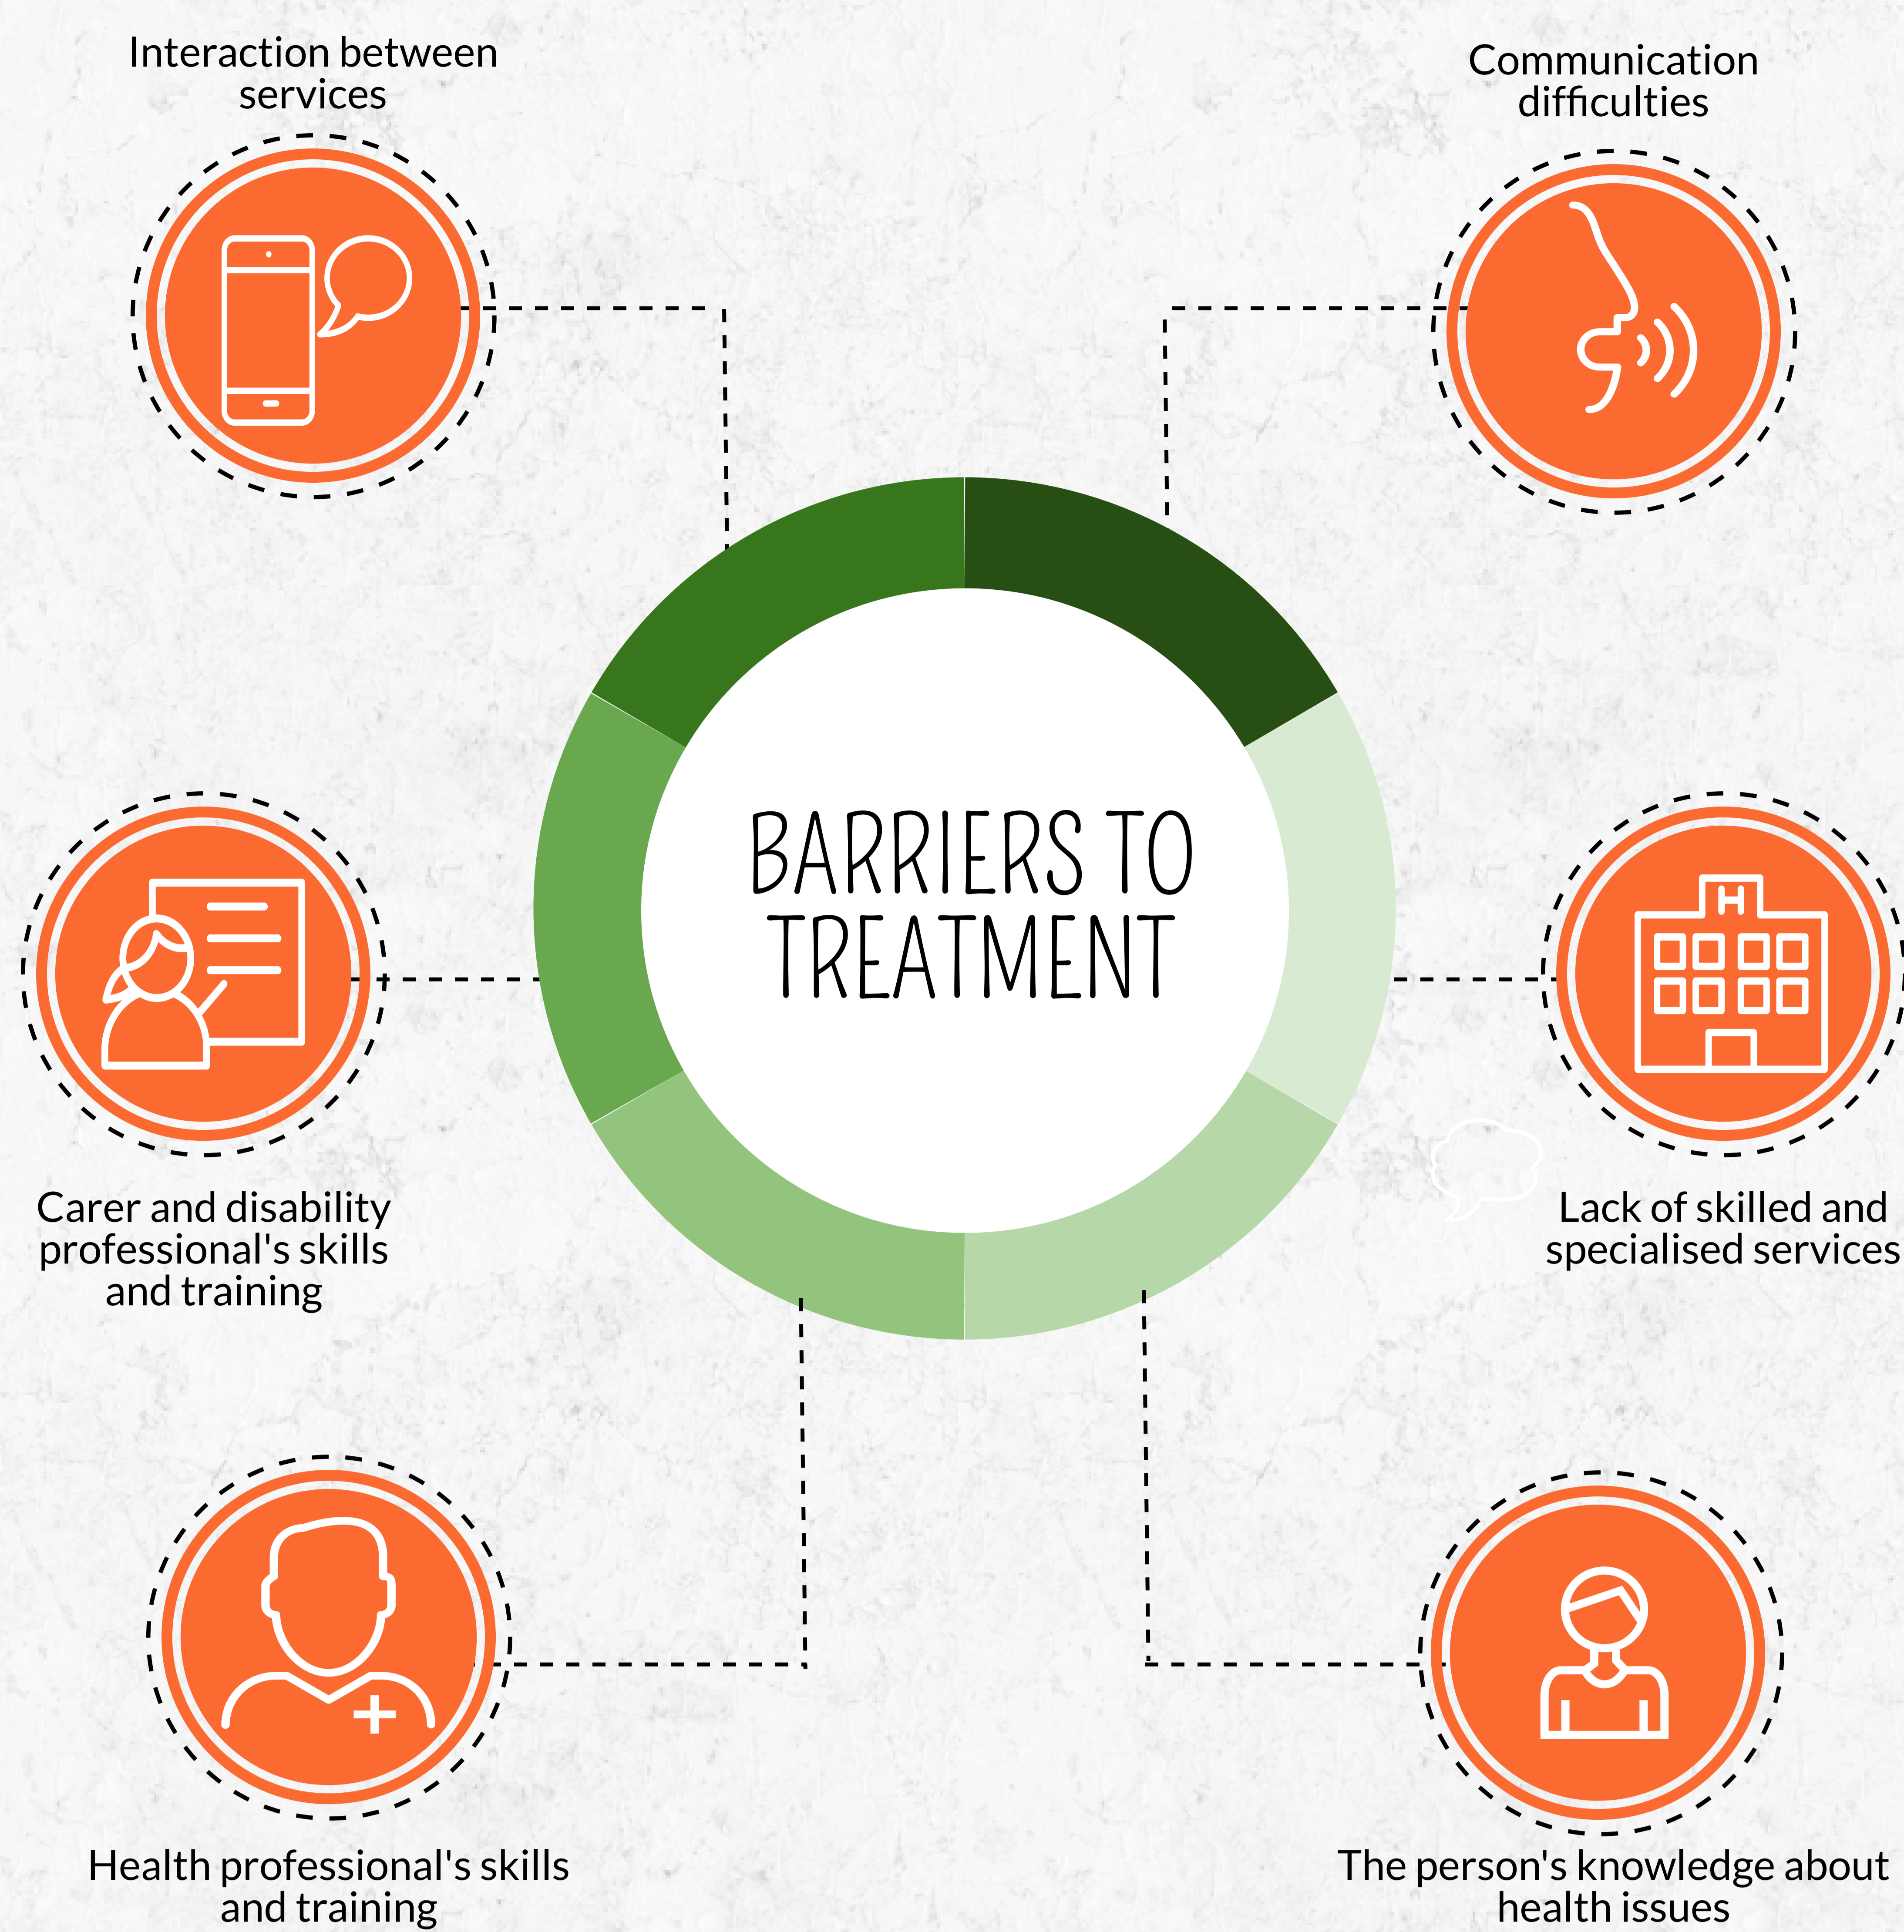 Interaction between
services
Communication
difficulties
BARRIERS TO
TREATMENT
H
Carer and disability
professional's skills
and training
Lack of skilled and
specialised services
Health professional's skills
and training
The person's knowledge about
health issues